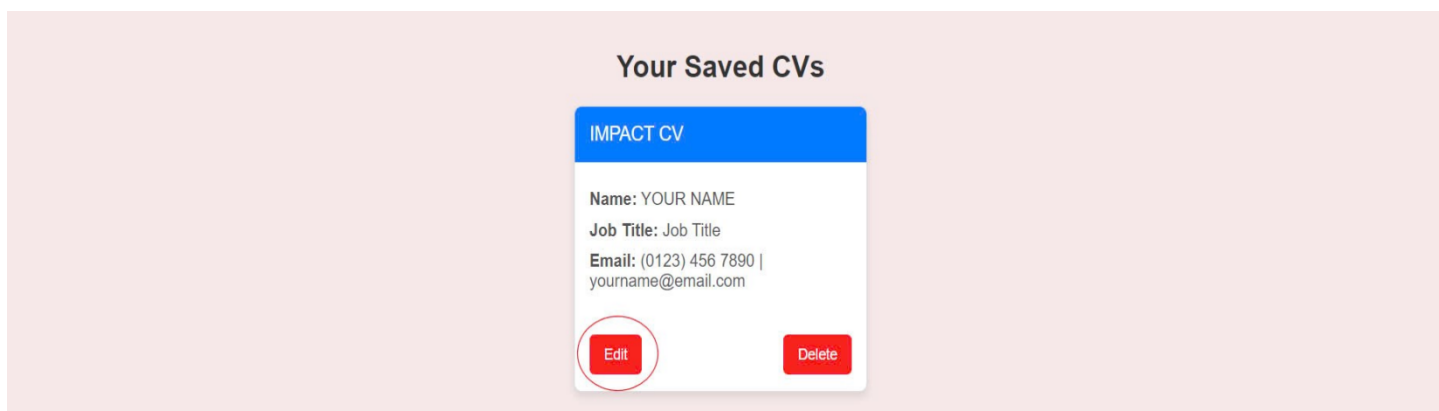 Your Saved CVs
IMPACT CV
Name: YOUR NAME
Job Title: Job Title
Email: (0123) 456 7890 |
yourname@email.com
Edit
Delete